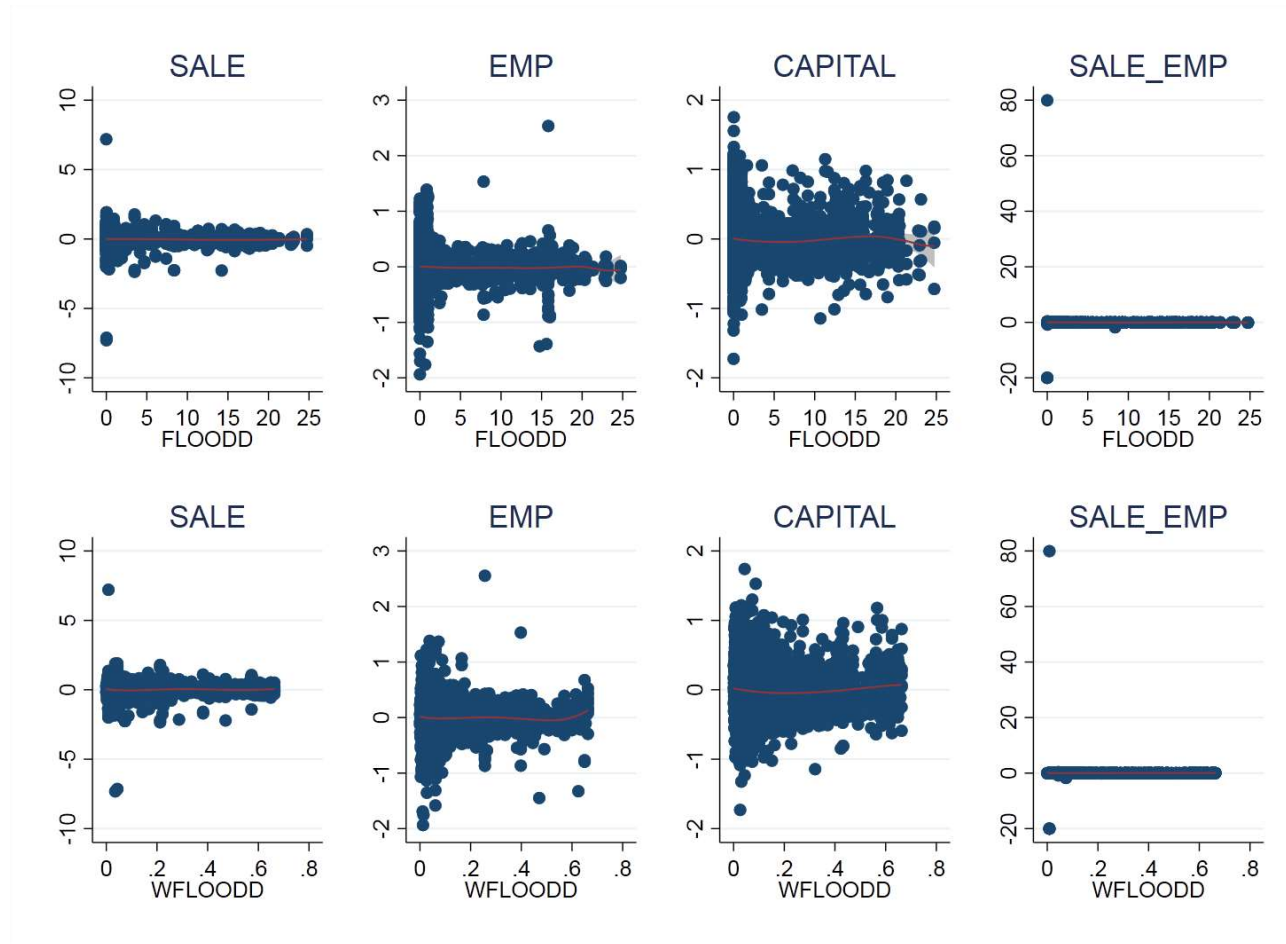 SALE EMP CAPITAL SALE_EMP
10 3 2 80
5 2 1 60
0 1 0 40
-5 0 -1 20
-10 -1 -2 0
-2 -20
0 5 10 15 20 25 0 5 10 15 20 25 0 5 10 15 20 25 0 5 10 15 20 25
FLOODD FLOODD FLOODD FLOODD
SALE EMP CAPITAL SALE_EMP
10 3 2 80
5 2 1 60
0 1 0 40
-5 0 -1 20
-10 -1 -2 0
-2 -20
0 .2 .4 .6 .8 0 .2 .4 .6 .8 0 .2 .4 .6 .8 0 .2 .4 .6 .8
WFLOODD WFLOODD WFLOODD WFLOODD